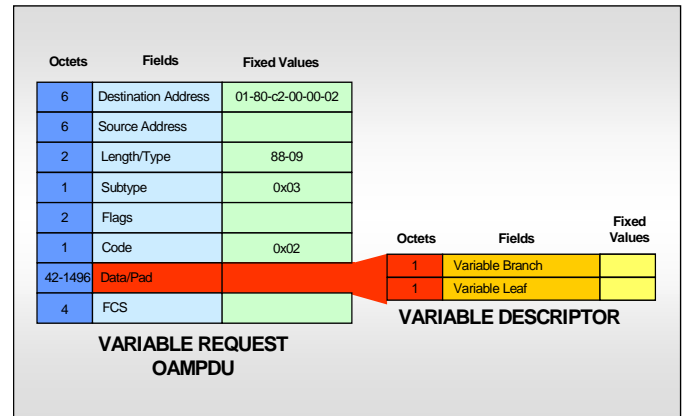 Octets Fields Fixed Values
6 Destination Address 01-80-c2-00-00-02
6 Source Address
2 Length/Type 88-09
1 Subtype 0x03
2 Flags
1 Code 0x02
42-1496 Data/Pad
4 FCS
VARIABLE REQUEST
OAMPDU
Octets Fields Fixed
Values
1 Variable Branch
1 Variable Leaf
VARIABLE DESCRIPTOR